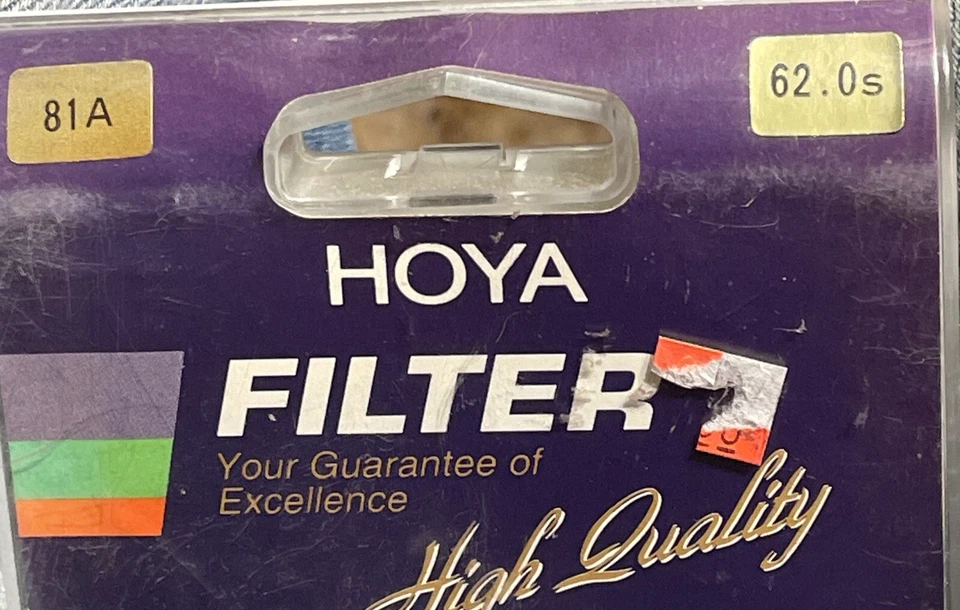 81A
62.0s
HOYA
FILTER
Your Guarantee of
Excellence
High Quality